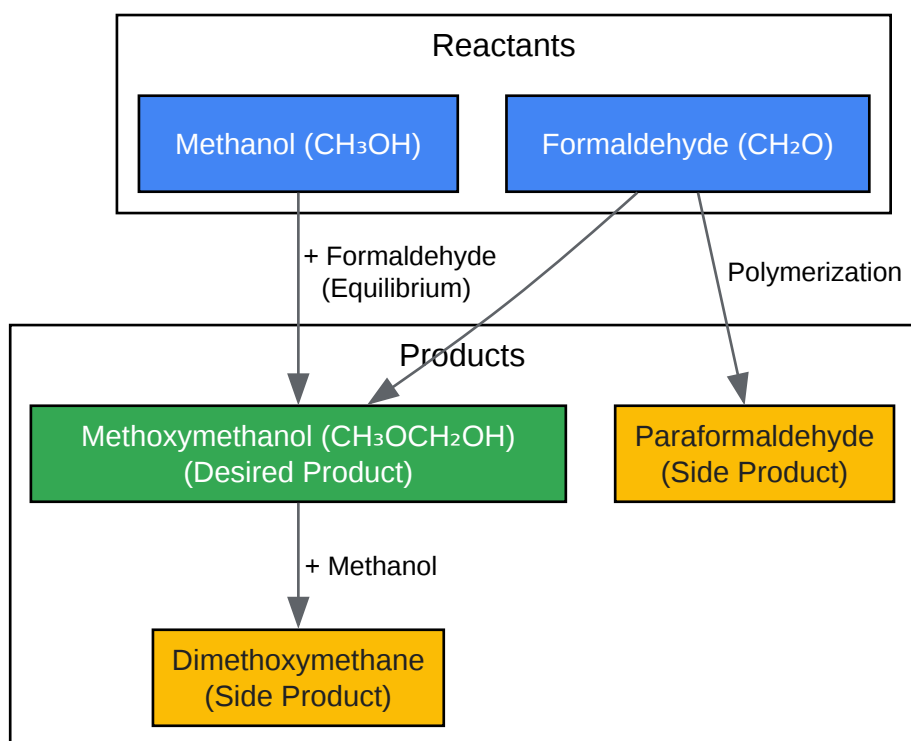 Reactants
Methanol (CH₃OH)
Formaldehyde (CH₂O)
+ Formaldehyde
(Equilibrium)
Polymerization
Products
Methoxymethanol (CH₃OCH₂OH)
(Desired Product)
Paraformaldehyde
(Side Product)
+ Methanol
Dimethoxymethane
(Side Product)